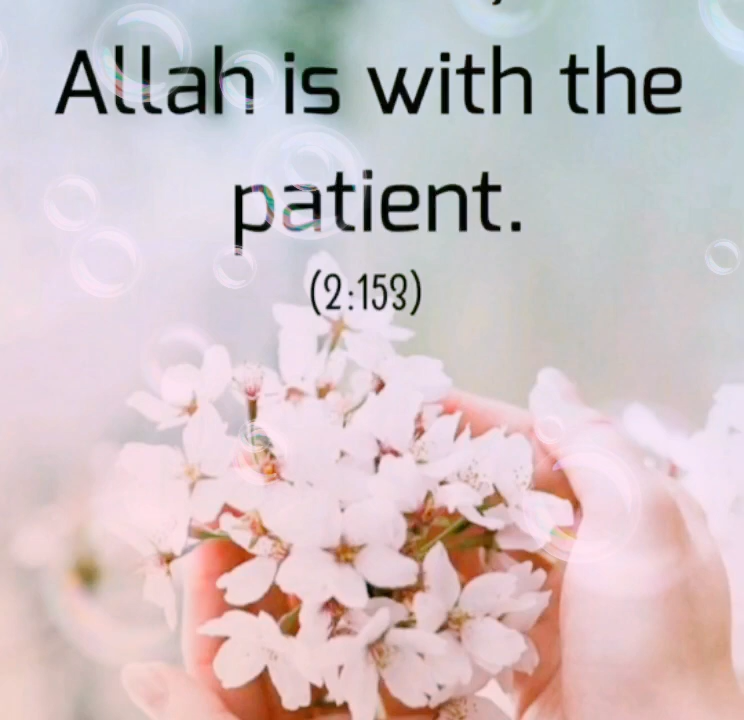 Allah is with the
patient.
(2:153)